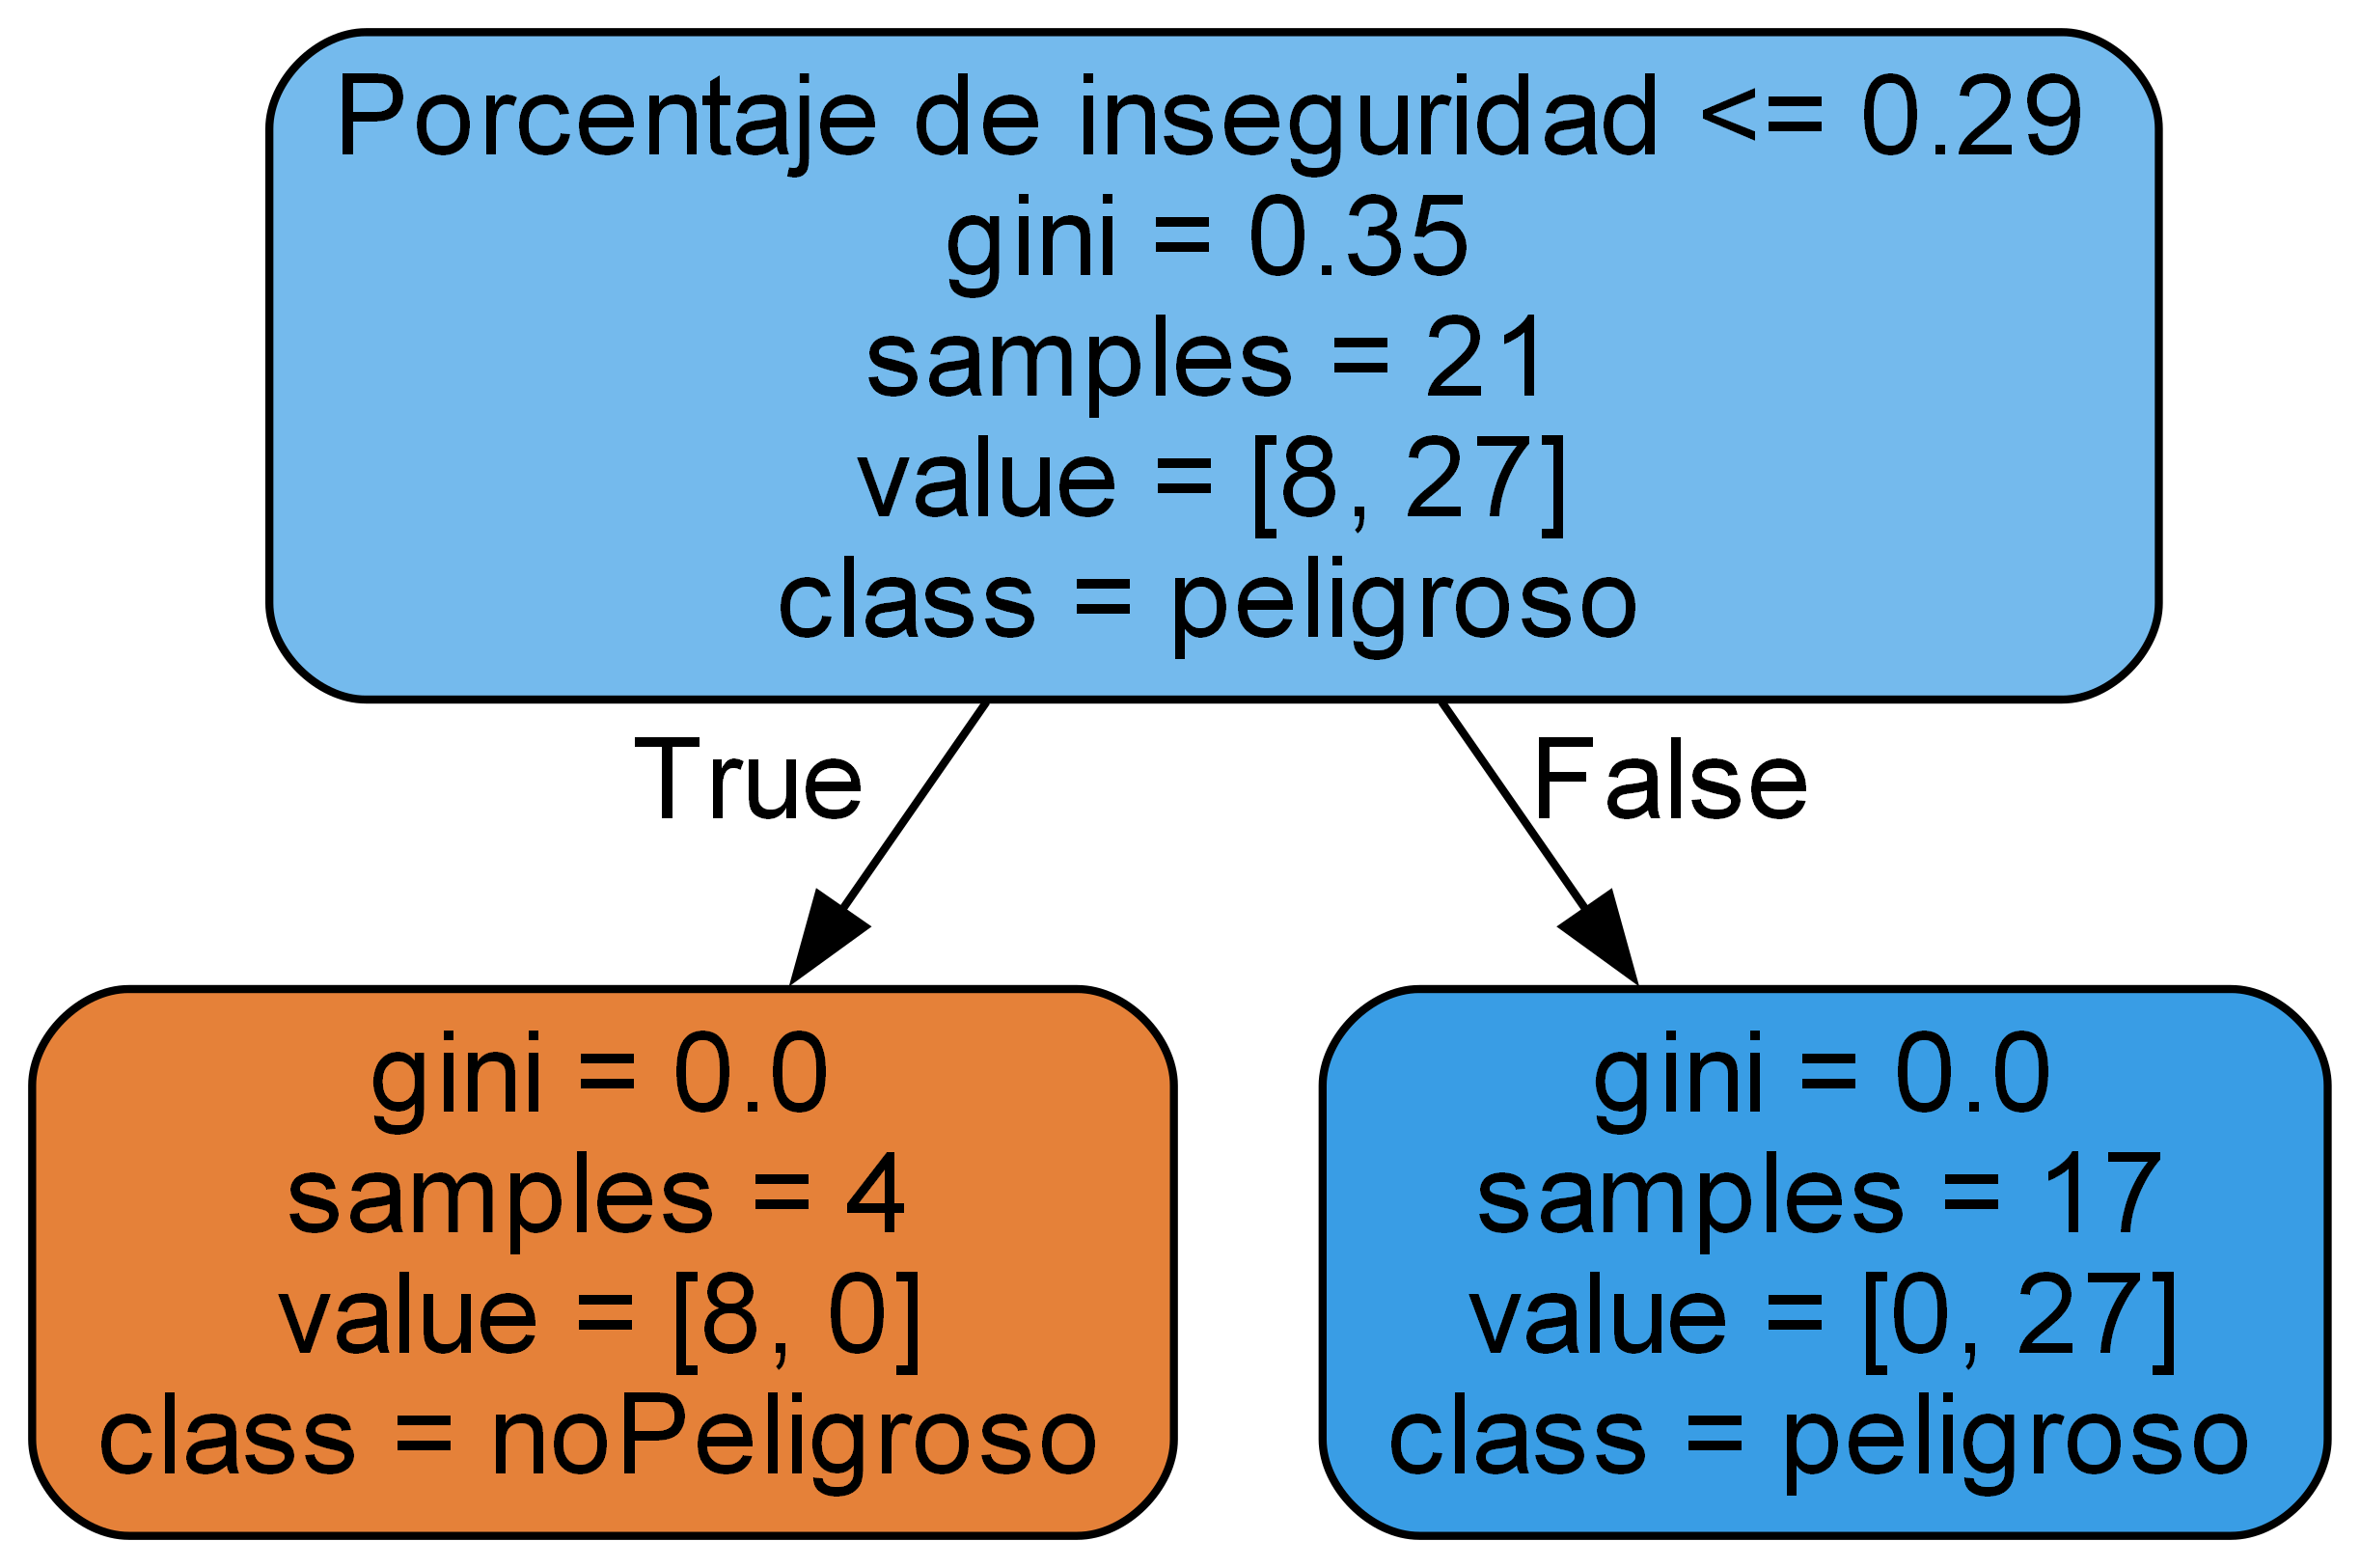 Porcentaje de inseguridad <= 0.29
gini = 0.35
samples = 21
value = [8, 27]
class = peligroso
True
False
gini = 0.0
samples = 4
value = [8, 0]
class = noPeligroso
gini = 0.0
samples = 17
value = [0, 27]
class = peligroso